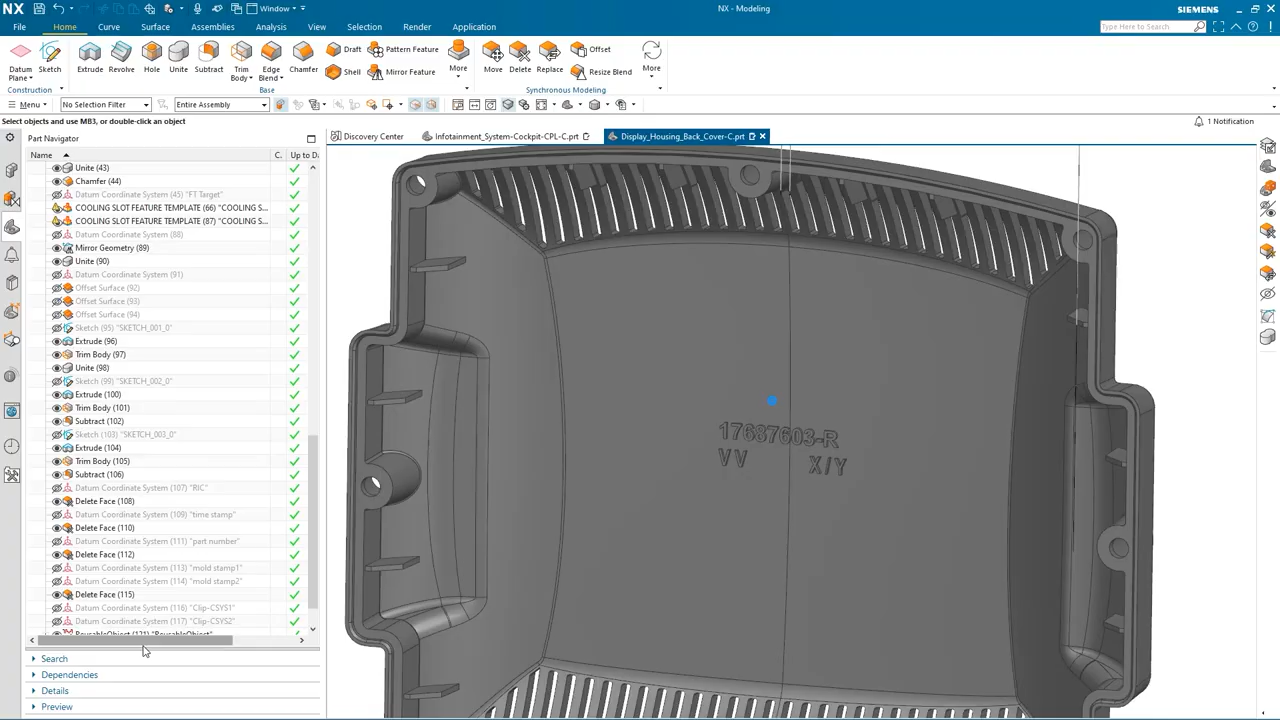 NX Window NX - Modeling SIEMENS
File Home Curve Surface Assemblies Analysis View Selection Render Tools Application Type Here to Search
Datum Plane Sketch Extrude Revolve Hole Unite Subtract Trim Body Edge Blend Chamfer Draft Shell Pattern Feature Mirror Feature More Move Delete Replace Offset Resize Blend More
Construction Base Synchronous Modeling
Menu No Selection Filter Entire Assembly
Select objects and use MB3, or double-click an object 1 Notification
Part Navigator
Discovery Center Infotainment_System-Cockpit-CPL-C.prt Display_Housing_Back_Cover-C.prt
Name C. Up to D
Unite (43)
Chamfer (44)
Datum Coordinate System (45) "FT Target"
COOLING SLOT FEATURE TEMPLATE (66) "COOLING S...
COOLING SLOT FEATURE TEMPLATE (87) "COOLING S...
Datum Coordinate System (88)
Mirror Geometry (89)
Unite (90)
Datum Coordinate System (91)
Offset Surface (92)
Offset Surface (93)
Offset Surface (94)
Sketch (95) "SKETCH_001_0"
Extrude (96)
Trim Body (97)
Unite (98)
Sketch (99) "SKETCH_002_0"
Extrude (100)
Trim Body (101)
Subtract (102)
Sketch (103) "SKETCH_003_0"
Extrude (104)
Trim Body (105)
Subtract (106)
Datum Coordinate System (107) "RIC"
Delete Face (108)
Datum Coordinate System (109) "time stamp"
Delete Face (110)
Datum Coordinate System (111) "part number"
Delete Face (112)
Datum Coordinate System (113) "mold stamp1"
Datum Coordinate System (114) "mold stamp2"
Delete Face (115)
Datum Coordinate System (116) "Clip-CSYS1"
Datum Coordinate System (117) "Clip-CSYS2"
ReusableObject (121) "ReusableObject"
Search
Dependencies
Details
Preview
17687603-R
VV X/Y